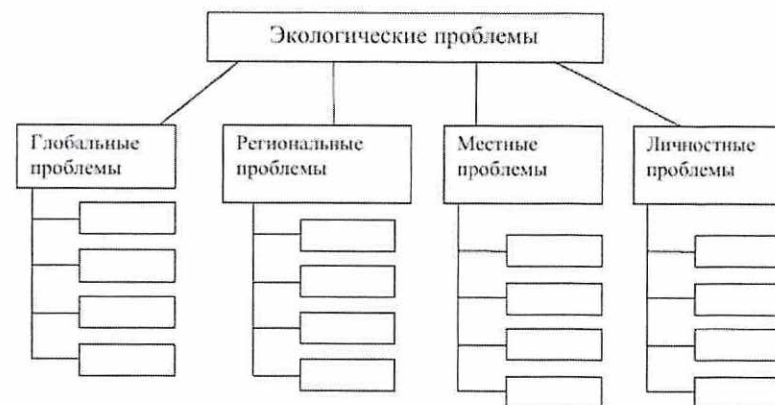 Экологические проблемы
Глобальные
проблемы
Региональные
проблемы
Местные
проблемы
Личностные
проблемы